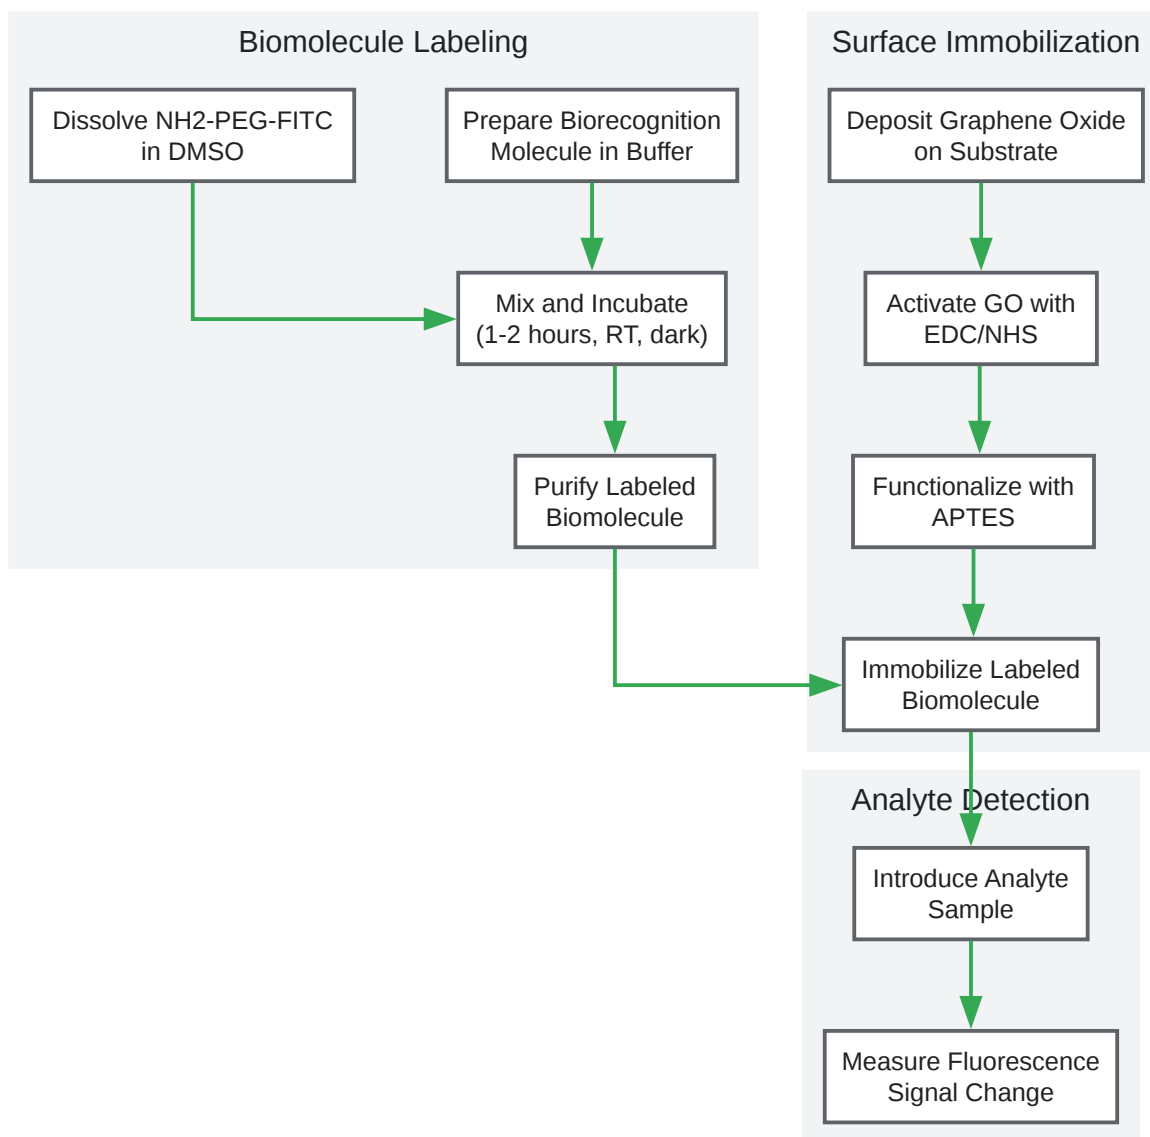 Biomolecule Labeling
Dissolve NH2-PEG-FITC
in DMSO
Prepare Biorecognition
Molecule in Buffer
Mix and Incubate
(1-2 hours, RT, dark)
Purify Labeled
Biomolecule
Surface Immobilization
Deposit Graphene Oxide
on Substrate
Activate GO with
EDC/NHS
Functionalize with
APTES
Immobilize Labeled
Biomolecule
Analyte Detection
Introduce Analyte
Sample
Measure Fluorescence
Signal Change